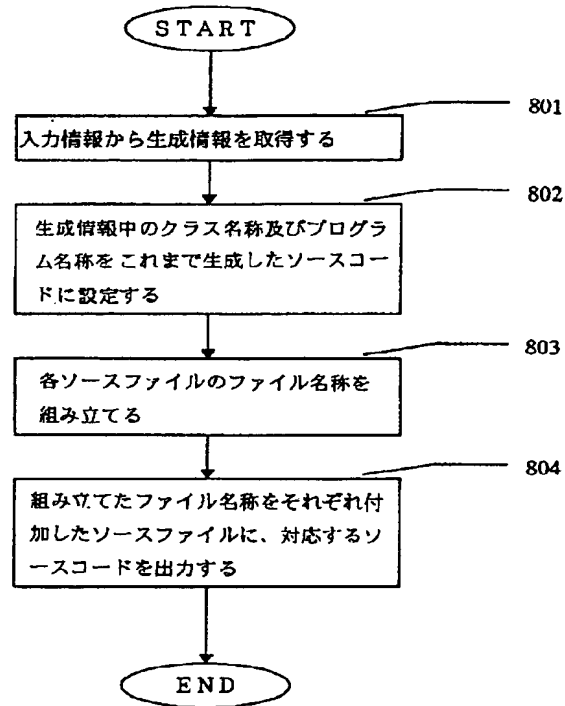 START
801
入力情報から生成情報を取得する
802
生成情報中のクラス名称及びプログラ
ム名称をこれまで生成したソースコー
ドに設定する
803
各ソースファイルのファイル名称を
組み立てる
804
組み立てたファイル名称をそれぞれ付
加したソースファイルに、対応するソ
ースコードを出力する
END